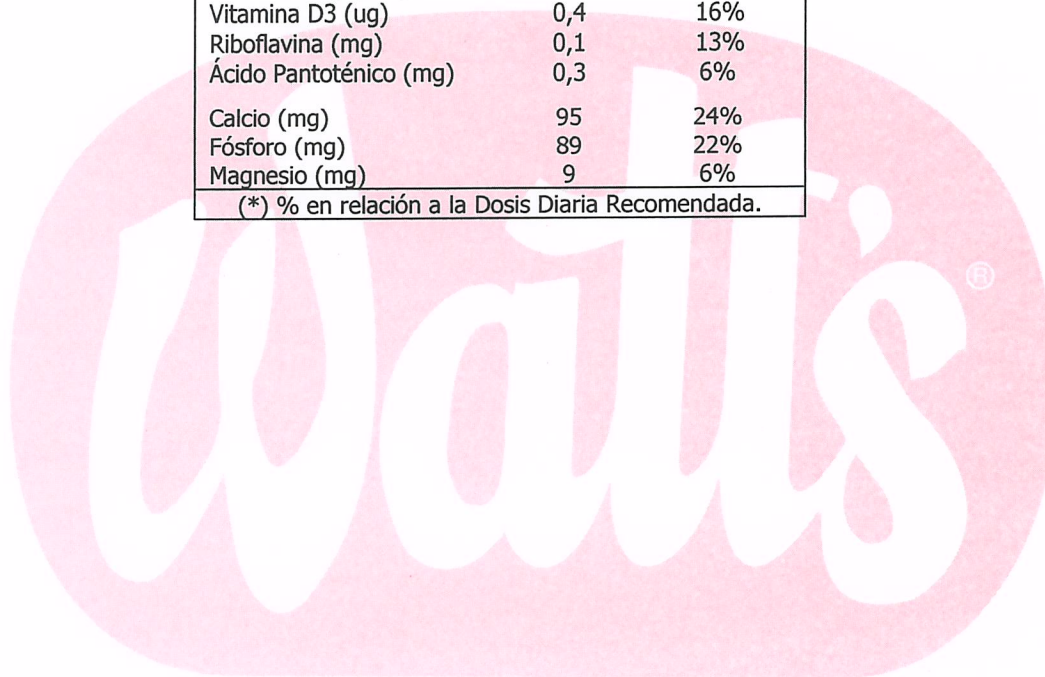 Vitamina D3 (ug) 0,4 16%
Riboflavina (mg) 0,1 13%
Ácido Pantoténico (mg) 0,3 6%
Calcio (mg) 95 24%
Fósforo (mg) 89 22%
Magnesio (mg) 9 6%
(*) % en relación a la Dosis Diaria Recomendada.
Watt's ®